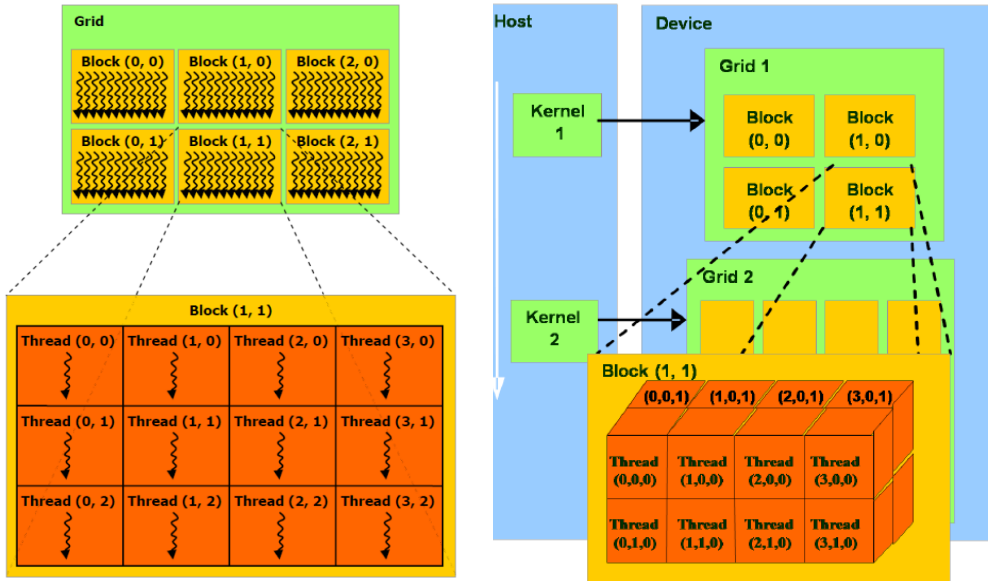 Grid
Block (0, 0) Block (1, 0) Block (2, 0)
Block (0, 1) Block (1, 1) Block (2, 1)
Block (1, 1)
Thread (0, 0) Thread (1, 0) Thread (2, 0) Thread (3, 0)
Thread (0, 1) Thread (1, 1) Thread (2, 1) Thread (3, 1)
Thread (0, 2) Thread (1, 2) Thread (2, 2) Thread (3, 2)
Host
Device
Grid 1
Kernel
1
Block Block
(0, 0) (1, 0)
Block Block
(0, 1) (1, 1)
Grid 2
Kernel
2
Block (1, 1)
(0,0,1) (1,0,1) (2,0,1) (3,0,1)
Thread Thread Thread Thread
(0,0,0) (1,0,0) (2,0,0) (3,0,0)
Thread Thread Thread Thread
(0,1,0) (1,1,0) (2,1,0) (3,1,0)